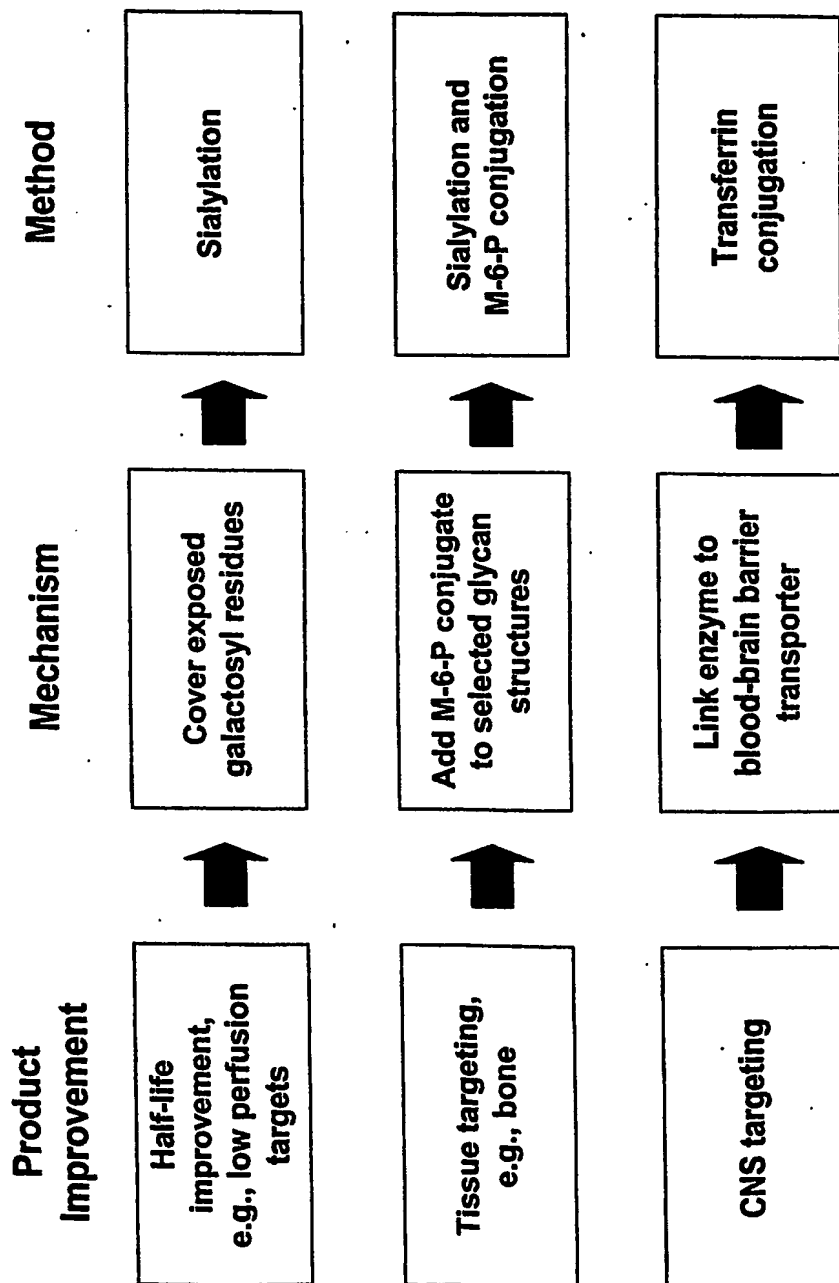 Product
Improvement
Mechanism
Method
Half-life
improvement,
e.g., low perfusion
targets
Cover exposed
galactosyl residues
Sialylation
Tissue targeting,
e.g., bone
Add M-6-P conjugate
to selected glycan
structures
Sialylation and
M-6-P conjugation
CNS targeting
Link enzyme to
blood-brain barrier
transporter
Transferrin
conjugation